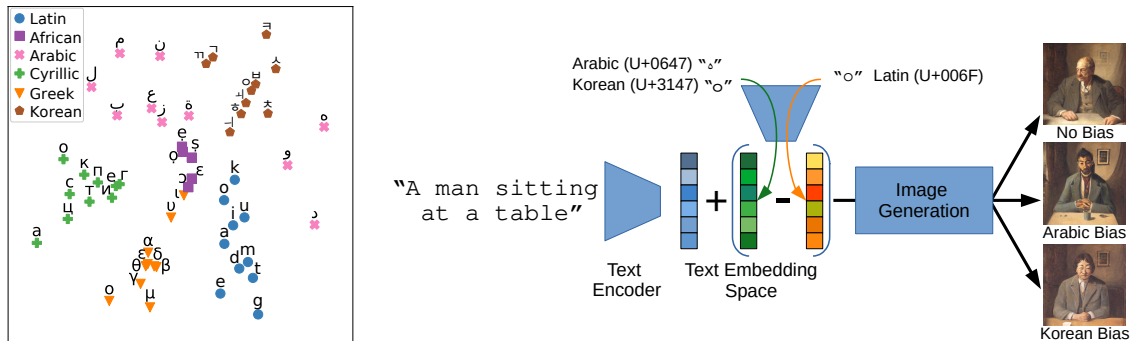 Latin
African
Arabic
Cyrillic
Greek
Korean
ㅋ
م
ن
ㄱ
ㄲ
ㅅ
ل
ㅂ
ㅇ
ب
ع
ز
ة
ㅎ
ㅊ
ㅓ
ه
ẹ
ṣ
ọ
و
о
к
п
е
г
с
т
и
ɛ
ɔ
k
ι
o
ц
υ
i
u
د
а
a
α
ε
δ
d
m
θ
β
t
γ
e
ο
μ
g
Arabic (U+0647) "ه"
Korean (U+3147) "ㅇ"
"o" Latin (U+006F)
"A man sitting
at a table"
+
-
Text
Encoder
Text Embedding
Space
Image
Generation
No Bias
Arabic Bias
Korean Bias